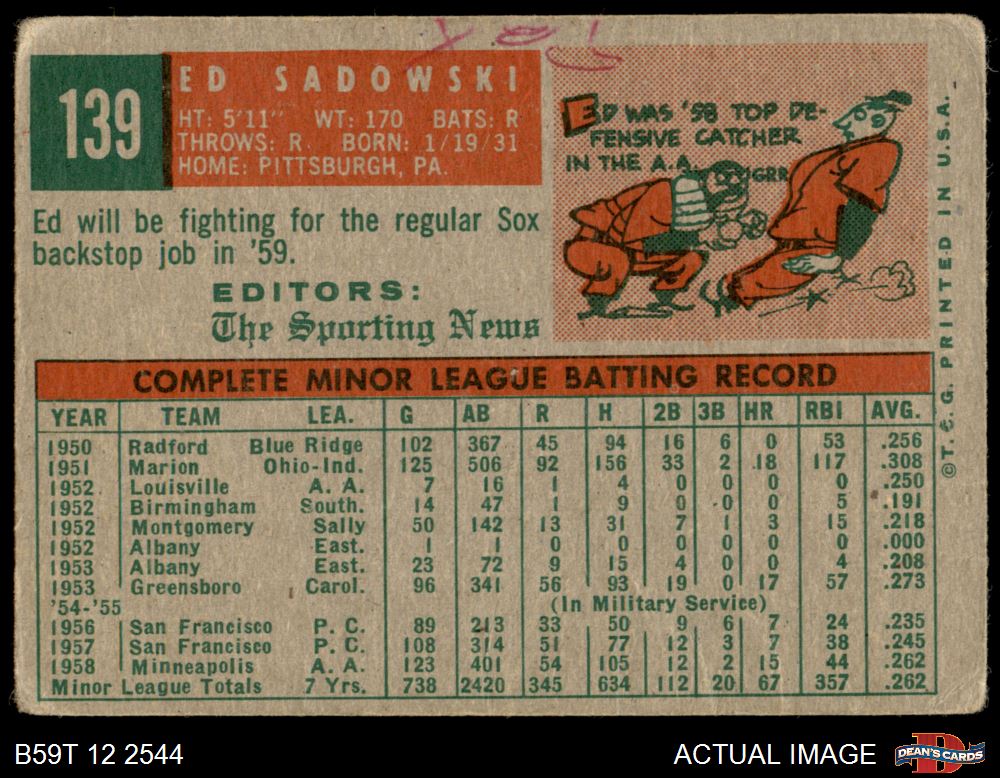 139
ED SADOWSKI
HT: 5'11" WT: 170 BATS: R
THROWS: R. BORN: 1/19/31
HOME: PITTSBURGH, PA.
ED WAS '58 TOP DE-
FENSIVE CATCHER
IN THE A.A.
GRR
Ed will be fighting for the regular Sox
backstop job in '59.
EDITORS:
The Sporting News
©T.C.G. PRINTED IN U.S.A.
COMPLETE MINOR LEAGUE BATTING RECORD
YEAR TEAM LEA. G AB R H 2B 3B HR RBI AVG.
1950 Radford Blue Ridge 102 367 45 94 16 6 0 53 .256
1951 Marion Ohio-Ind. 125 506 92 156 33 2 18 117 .308
1952 Louisville A. A. 7 16 1 4 0 0 0 0 .250
1952 Birmingham South. 14 47 1 9 0 0 0 5 .191
1952 Montgomery Sally 50 142 13 31 7 1 3 15 .218
1952 Albany East. 1 1 0 0 0 0 0 0 .000
1953 Albany East. 23 72 9 15 4 0 0 4 .208
1953 Greensboro Carol. 96 341 56 93 19 0 17 57 .273
'54-'55 (In Military Service)
1956 San Francisco P. C. 89 213 33 50 9 6 7 24 .235
1957 San Francisco P. C. 108 314 51 77 12 3 7 38 .245
1958 Minneapolis A. A. 123 401 54 105 12 2 15 44 .262
Minor League Totals 7 Yrs. 738 2420 345 634 112 20 67 357 .262
B59T 12 2544
ACTUAL IMAGE
DEAN'S CARDS